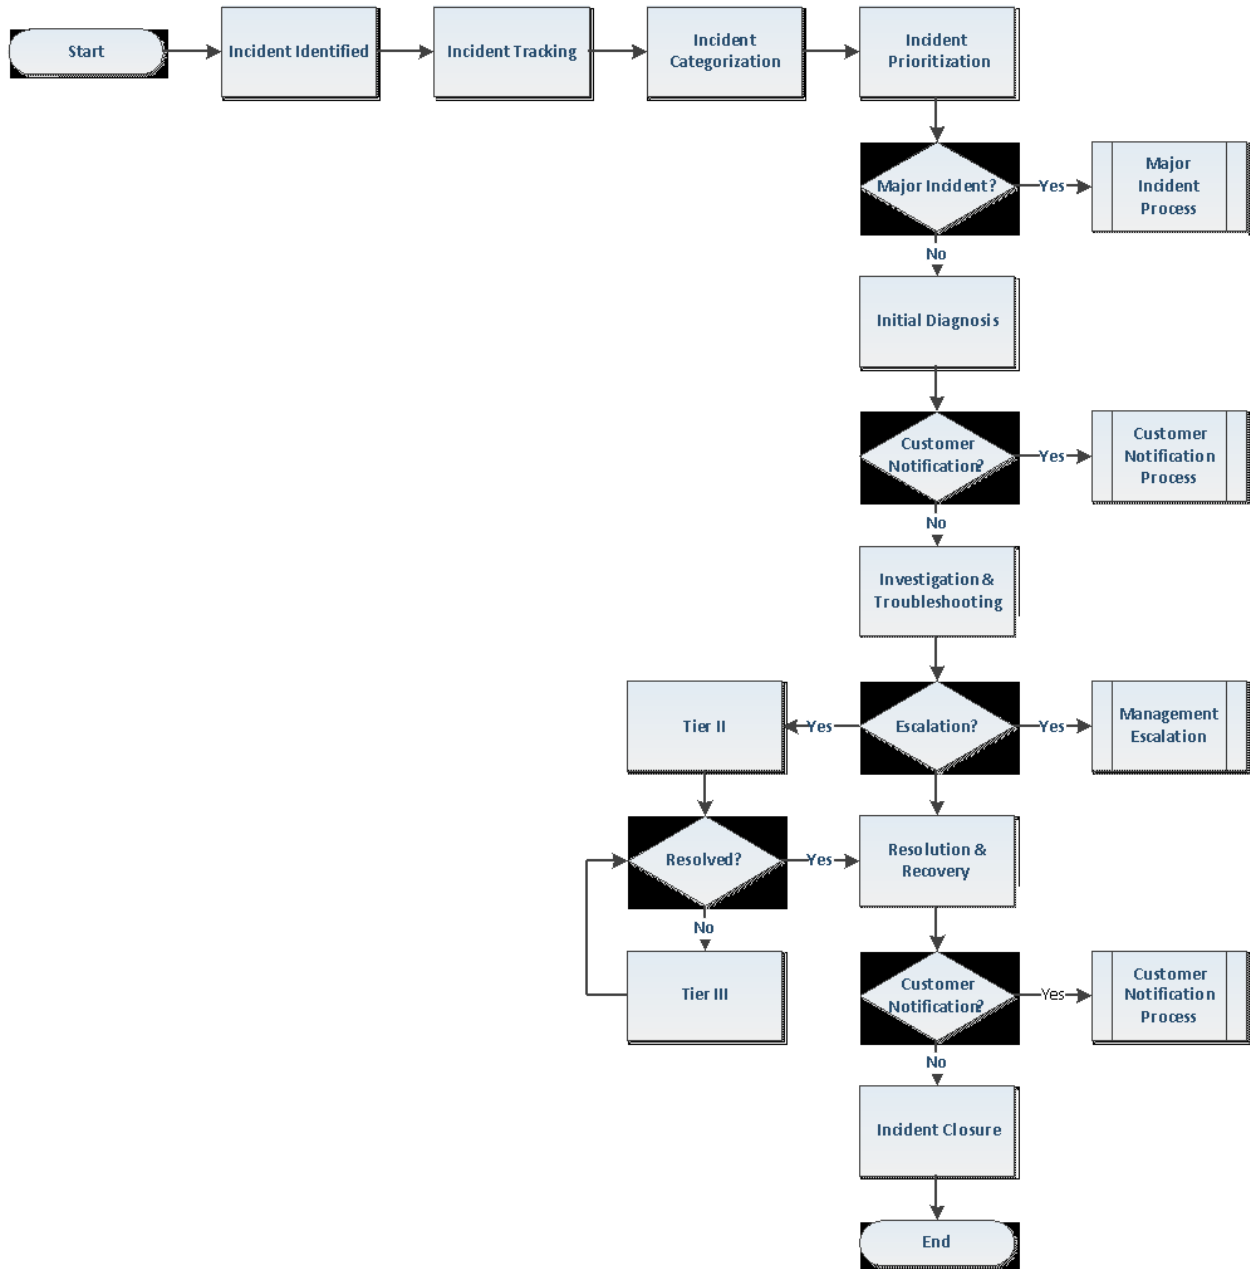 Start
Incident Identified
Incident Tracking
Incident
Categorization
Incident
Prioritization
Major Incident?
Yes
Major
Incident
Process
No
Initial Diagnosis
Customer
Notification?
Yes
Customer
Notification
Process
No
Investigation &
Troubleshooting
Tier II
Yes
Escalation?
Yes
Management
Escalation
Resolved?
Yes
Resolution &
Recovery
No
Tier III
Customer
Notification?
Yes
Customer
Notification
Process
No
Incident Closure
End